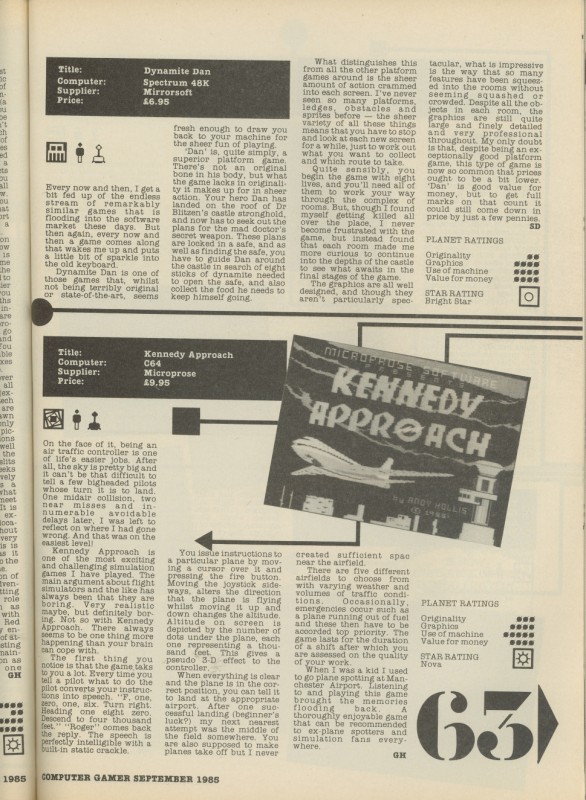 Title: Dynamite Dan
Computer: Spectrum 48K
Supplier: Mirrorsoft
Price: £6.95
Every now and then, I get a
bit fed up of the endless
stream of remarkably
similar games that is
flooding into the software
market these days. But
then again, every now and
then a game comes along
that wakes me up and puts
a little bit of sparkle into
the old keyboard.
Dynamite Dan is one of
those games that, whilst
not being terribly original
or state-of-the-art, seems
fresh enough to draw you
back to your machine for
the sheer fun of playing.
'Dan' is, quite simply, a
superior platform game.
There's not an original
bone in his body, but what
the game lacks in originali-
ty it makes up for in sheer
action. Your hero Dan has
landed on the roof of Dr
Blitzen's castle stronghold,
and now has to seek out the
plans for the mad doctor's
secret weapon. These plans
are locked in a safe, and as
well as finding the safe, you
have to guide Dan around
the castle in search of eight
sticks of dynamite needed
to open the safe, and also
collect the food he needs to
keep himself going.
What distinguishes this
from all the other platform
games around is the sheer
amount of action crammed
into each screen. I've never
seen so many platforms,
ledges, obstacles and
sprites before — the sheer
variety of all these things
means that you have to stop
and look at each new screen
for a while, just to work out
what you want to collect
and which route to take.
Quite sensibly, you
begin the game with eight
lives, and you'll need all of
them to work your way
through the complex of
rooms. But, though I found
myself getting killed all
over the place, I never
become frustrated with the
game, but instead found
that each room made me
more curious to continue
into the depths of the castle
to see what awaits in the
final stages of the game.
The graphics are all well
designed, and though they
aren't particularly spec-
tacular, what is impressive
is the way that so many
features have been squeez-
ed into the rooms without
seeming squashed or
crowded. Despite all the ob-
jects in each room, the
graphics are still quite
large and finely detailed
and very professional
throughout. My only doubt
is that, despite being an ex-
ceptionally good platform
game, this type of game is
now so common that prices
ought to be a bit lower.
'Dan' is good value for
money, but to get full
marks on that count it
could still come down in
price by just a few pennies.
SD
PLANET RATINGS
Originality
Graphics
Use of machine
Value for money
STAR RATING
Bright Star
Title: Kennedy Approach
Computer: C64
Supplier: Microprose
Price: £9.95
MICROPROSE SOFTWARE
PRESENTS
KENNEDY
APPROACH
by ANDY HOLLIS
On the face of it, being an
air traffic controller is one
of life's easier jobs. After
all, the sky is pretty big and
it can't be that difficult to
tell a few bigheaded pilots
whose turn it is to land.
One midair collision, two
near misses and in-
numerable avoidable
delays later, I was left to
reflect on where I had gone
wrong. And that was on the
easiest level!
Kennedy Approach is
one of the most exciting
and challenging simulation
games I have played. The
main argument about flight
simulators and the like has
always been that they are
boring. Very realistic
maybe, but definitely bor-
ing. Not so with Kennedy
Approach. There always
seems to be one thing more
happening than your brain
can cope with.
The first thing you
notice is that the game take
to you a lot. Every time you
tell a pilot what to do the
pilot converts your instruc-
tions into speech. "F, one,
zero, one, six. Turn right.
Heading one eight zero.
Descend to four thousand
feet." "Roger" comes back
the reply. The speech is
perfectly intelligible with a
built-in static crackle.
You issue instructions to
a particular plane by mov-
ing a cursor over it and
pressing the fire button.
Moving the joystick side-
ways, alters the direction
that the plane is flying
whilst moving it up and
down changes the altitude.
Altitude on screen is
depicted by the number of
dots under the plane, each
one representing a thou-
sand feet. This gives a
pseudo 3-D effect to the
controller.
When everything is clear
and the plane is in the cor-
rect position, you can tell it
to land at the appropriate
airport. After one suc-
cessful landing (beginner's
luck?) my next nearest
attempt was the middle of
the field somewhere. You
are also supposed to make
planes take off but I never
created sufficient spac
near the airfield.
There are five different
airfields to choose from
with varying weather and
volumes of traffic condi-
tions. Occasionally,
emergencies occur such as
a plane running out of fuel
and these then have to be
accorded top priority. The
game lasts for the duration
of a shift after which you
are assessed on the quality
of your work.
When I was a kid I used
to go planes spotting at Man-
chester Airport. Listening
to and playing this game
brought the memories
flooding back. A
thoroughly enjoyable game
that can be recommended
to ex-plane spotters and
simulation fans every-
where.
GH
PLANET RATINGS
Originality
Graphics
Use of machine
Value for money
STAR RATING
Nova
63
1985 COMPUTER GAMER SEPTEMBER 1985